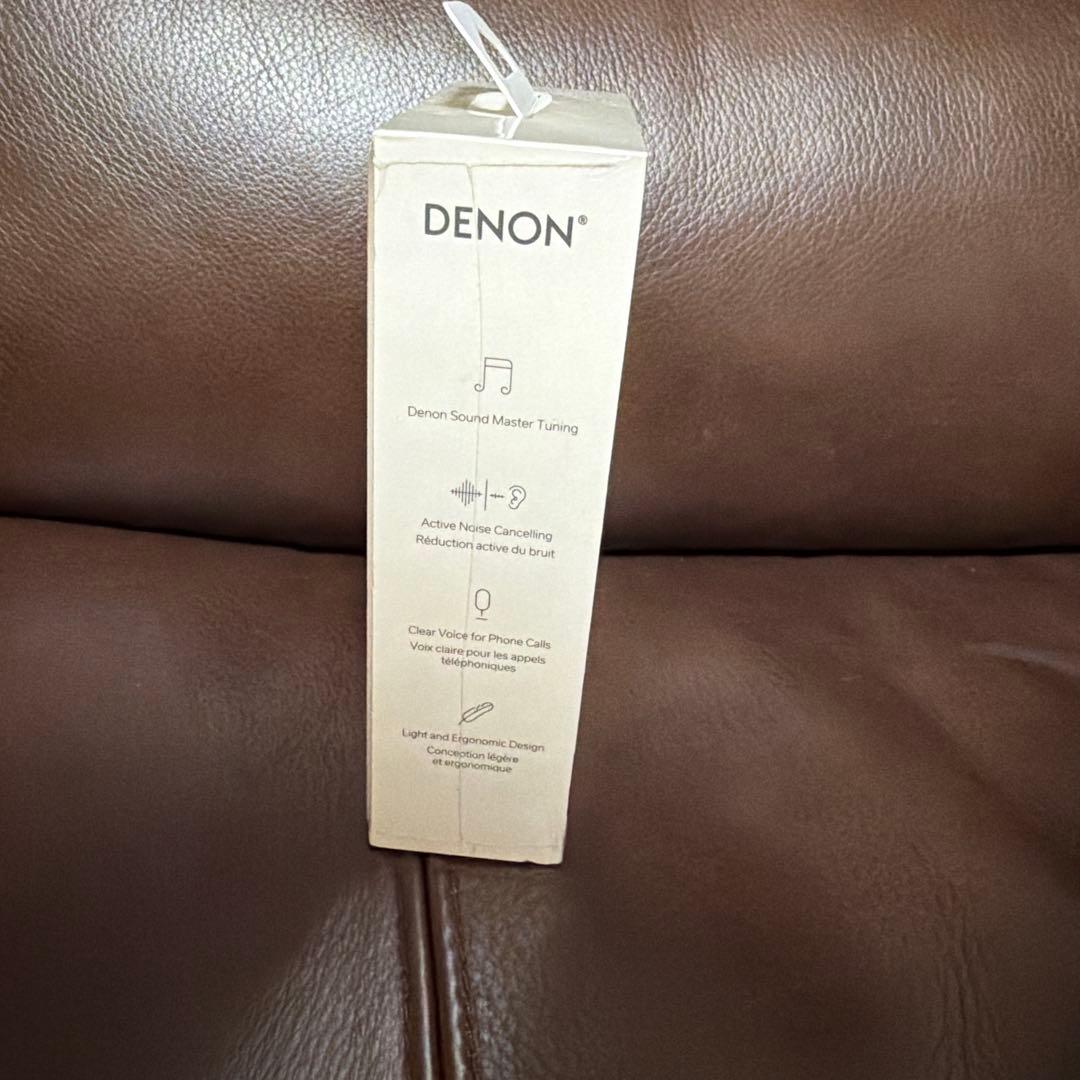 DENON®
Denon Sound Master Tuning
Active Noise Cancelling
Réduction active du bruit
Clear Voice for Phone Calls
Voix claire pour les appels
téléphoniques
Light and Ergonomic Design
Conception légère
et ergonomique